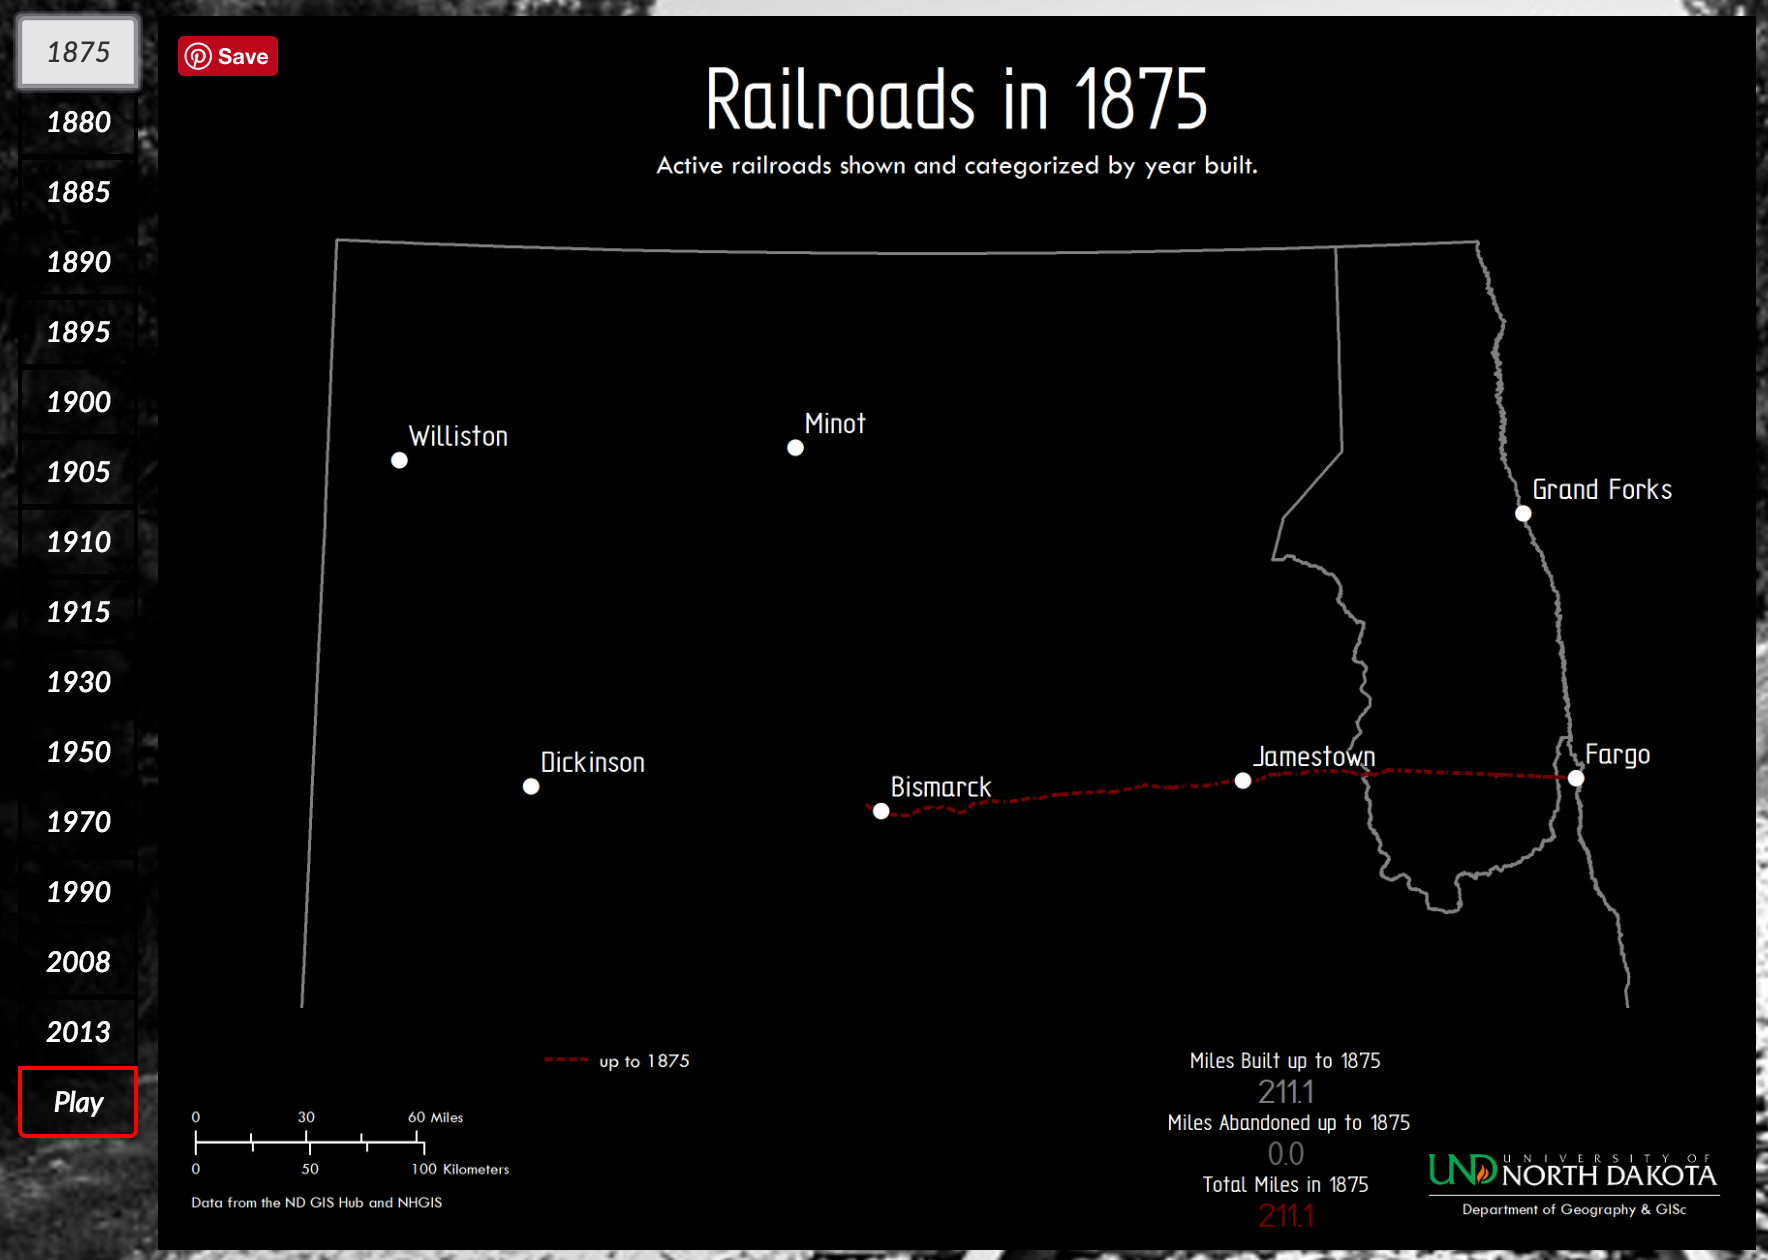 1875
1880
1885
1890
1895
1900
1905
1910
1915
1930
1950
1970
1990
2008
2013
Play
Save
Railroads in 1875
Active railroads shown and categorized by year built.
Williston
Minot
Grand Forks
Dickinson
Bismarck
Jamestown
Fargo
up to 1875
0 30 60 Miles
0 50 100 Kilometers
Data from the ND GIS Hub and NHGIS
Miles Built up to 1875
211.1
Miles Abandoned up to 1875
0.0
Total Miles in 1875
211.1
UND UNIVERSITY OF
NORTH DAKOTA
Department of Geography & GISc